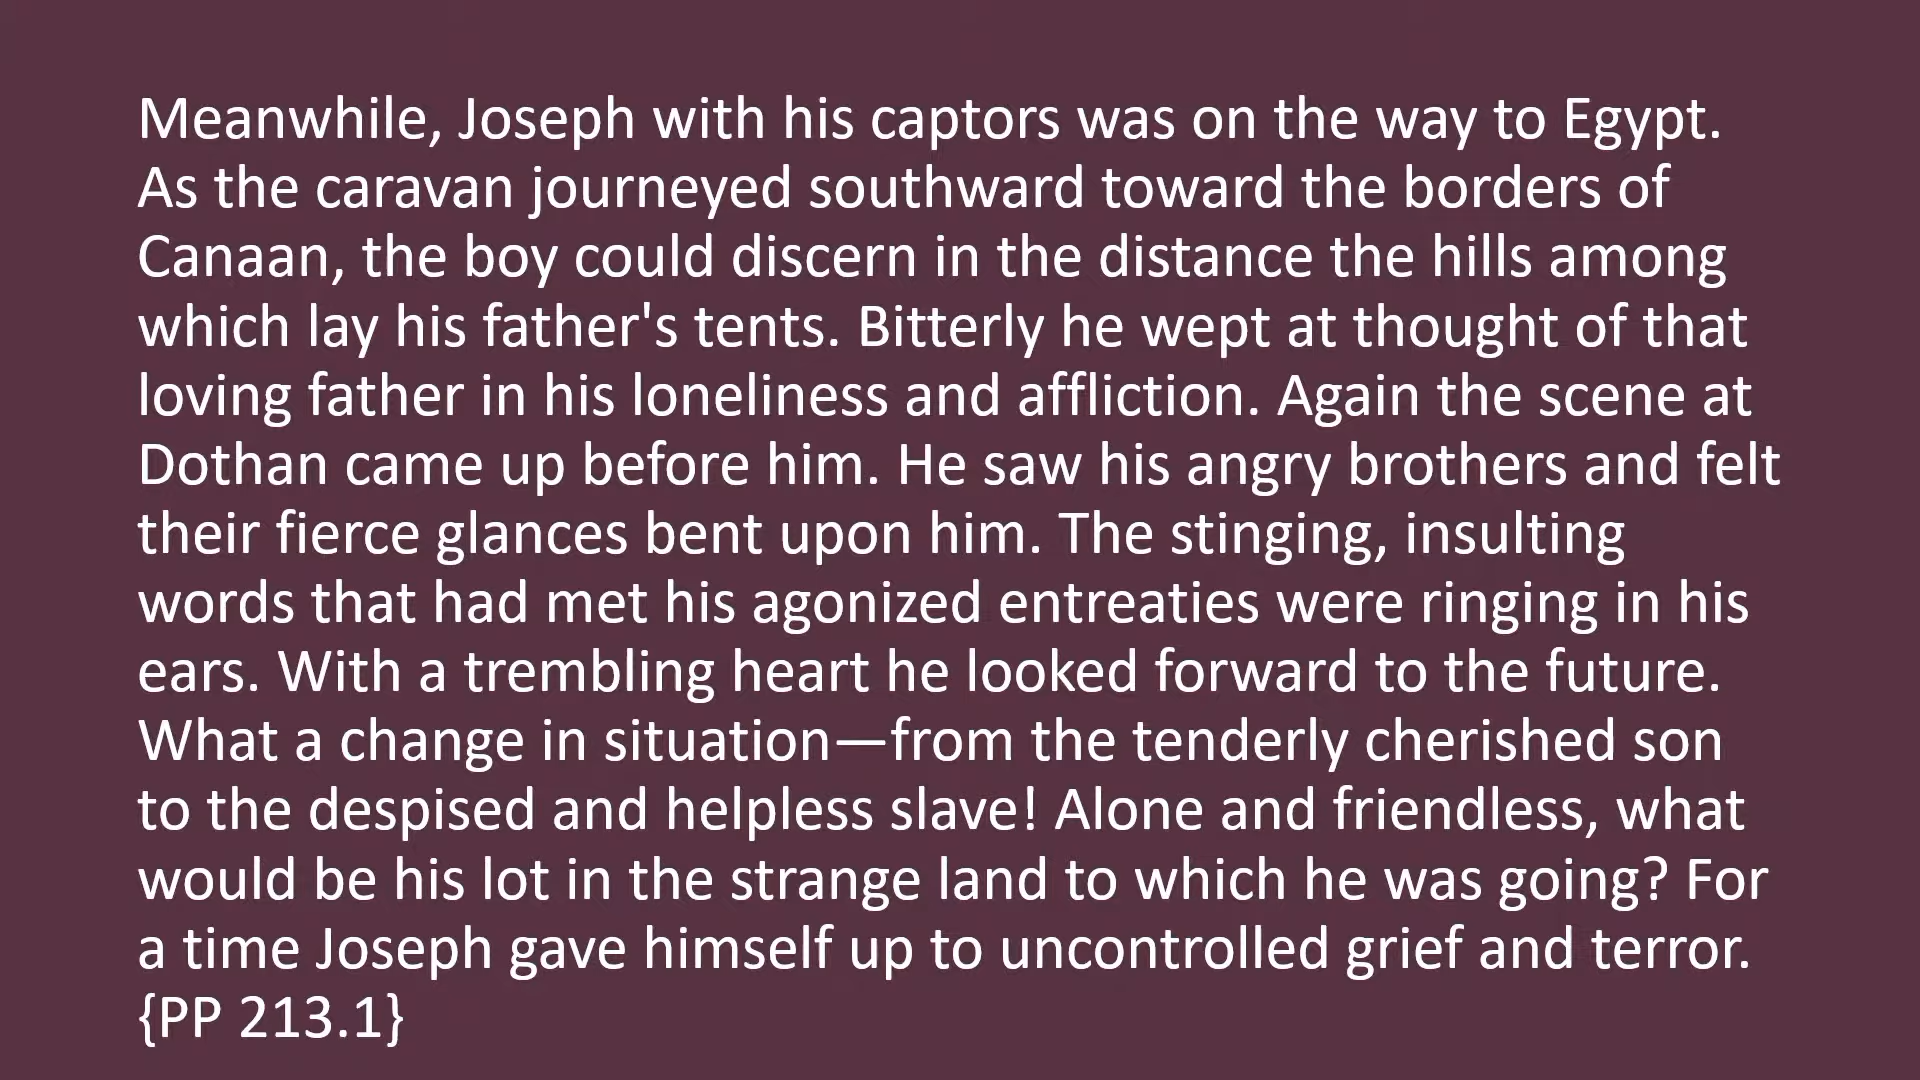 Meanwhile, Joseph with his captors was on the way to Egypt.
As the caravan journeyed southward toward the borders of
Canaan, the boy could discern in the distance the hills among
which lay his father's tents. Bitterly he wept at thought of that
loving father in his loneliness and affliction. Again the scene at
Dothan came up before him. He saw his angry brothers and felt
their fierce glances bent upon him. The stinging, insulting
words that had met his agonized entreaties were ringing in his
ears. With a trembling heart he looked forward to the future.
What a change in situation—from the tenderly cherished son
to the despised and helpless slave! Alone and friendless, what
would be his lot in the strange land to which he was going? For
a time Joseph gave himself up to uncontrolled grief and terror.
{PP 213.1}